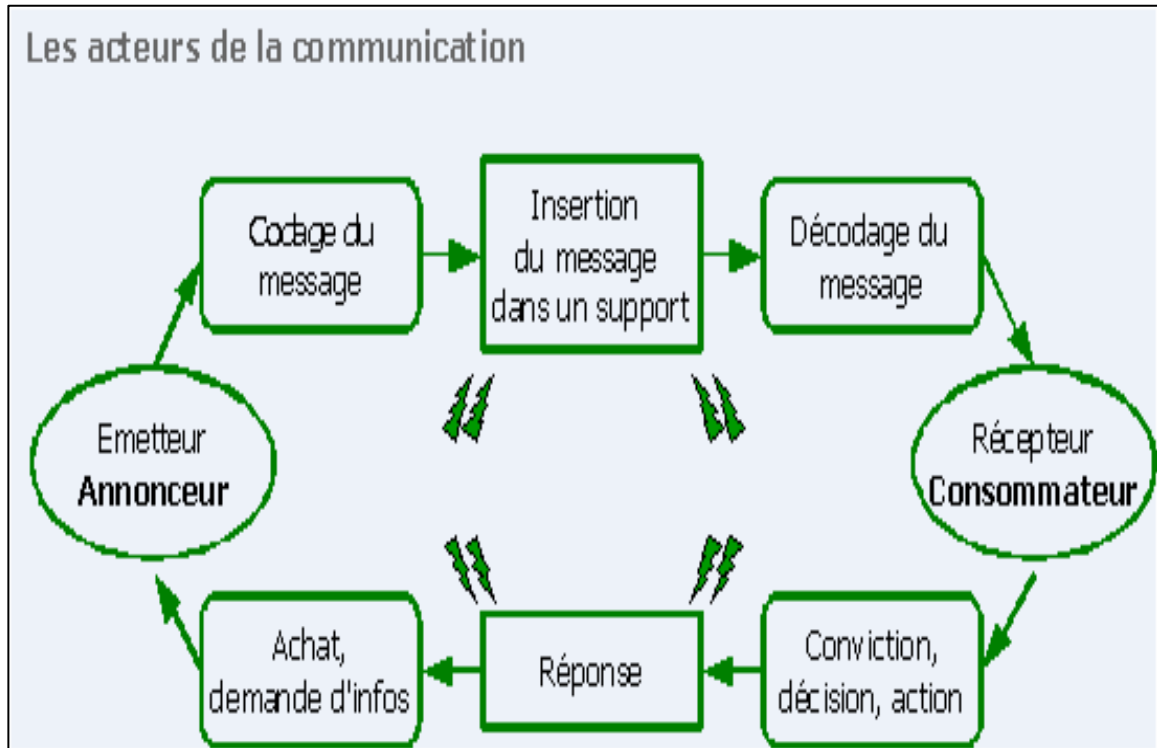 Les acteurs de la communication
Codage du
message
Insertion
du message
dans un support
Décodage du
message
Emetteur
Annonceur
Récepteur
Consommateur
Achat,
demande d'infos
Réponse
Conviction,
décision, action